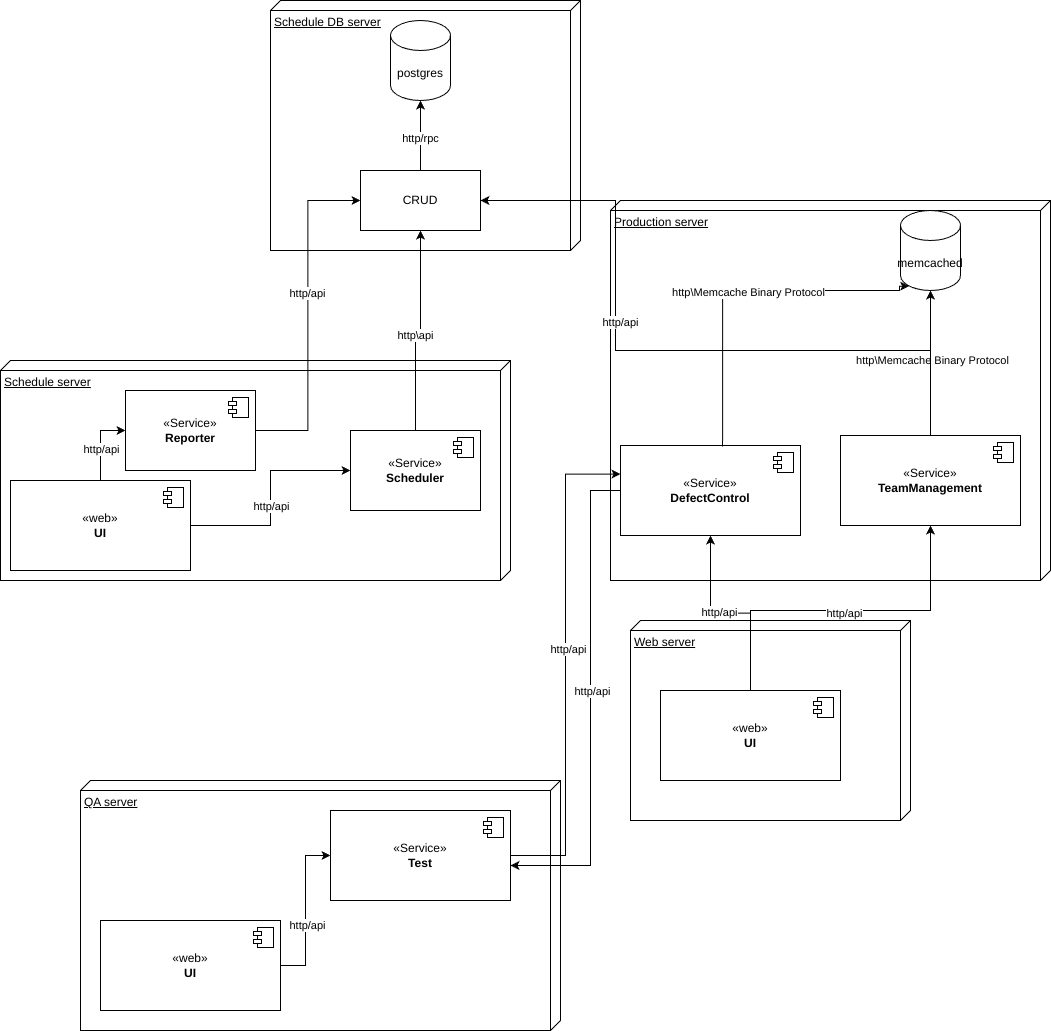 Schedule DB server
postgres
http/rpc
CRUD
Production server
memcached
http\Memcache Binary Protocol
http/api
http/api
http\api
http\Memcache Binary Protocol
Schedule server
«Service»
Reporter
http/api
«Service»
Scheduler
http/api
«web»
UI
«Service»
DefectControl
«Service»
TeamManagement
http/api
http/api
http/api
http/api
Web server
«web»
UI
QA server
«Service»
Test
http/api
«web»
UI